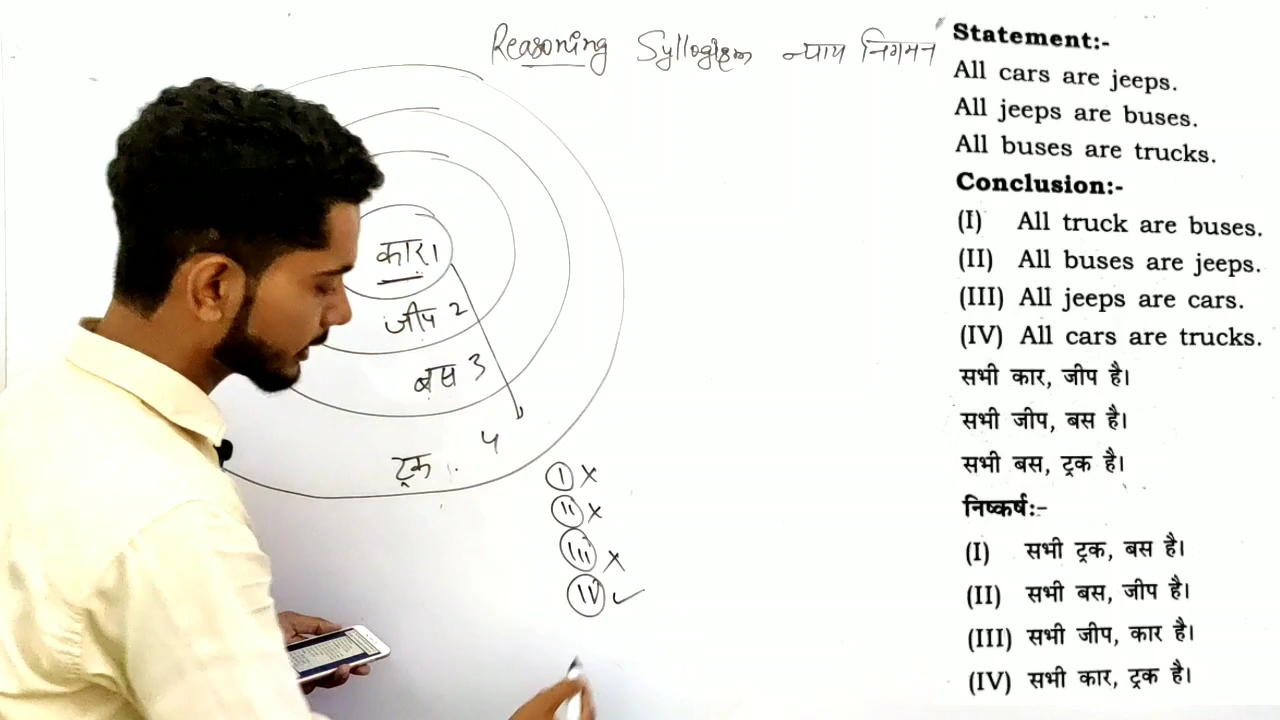 Reasoning Syllogism न्याय निगमन
कार 1
जीप 2
बस 3
ट्रक 4
I ×
II ×
III ×
IV ✓
Statement:-
All cars are jeeps.
All jeeps are buses.
All buses are trucks.
Conclusion:-
(I) All truck are buses.
(II) All buses are jeeps.
(III) All jeeps are cars.
(IV) All cars are trucks.
सभी कार, जीप है।
सभी जीप, बस है।
सभी बस, ट्रक है।
निष्कर्ष:-
(I) सभी ट्रक, बस है।
(II) सभी बस, जीप है।
(III) सभी जीप, कार है।
(IV) सभी कार, ट्रक है।